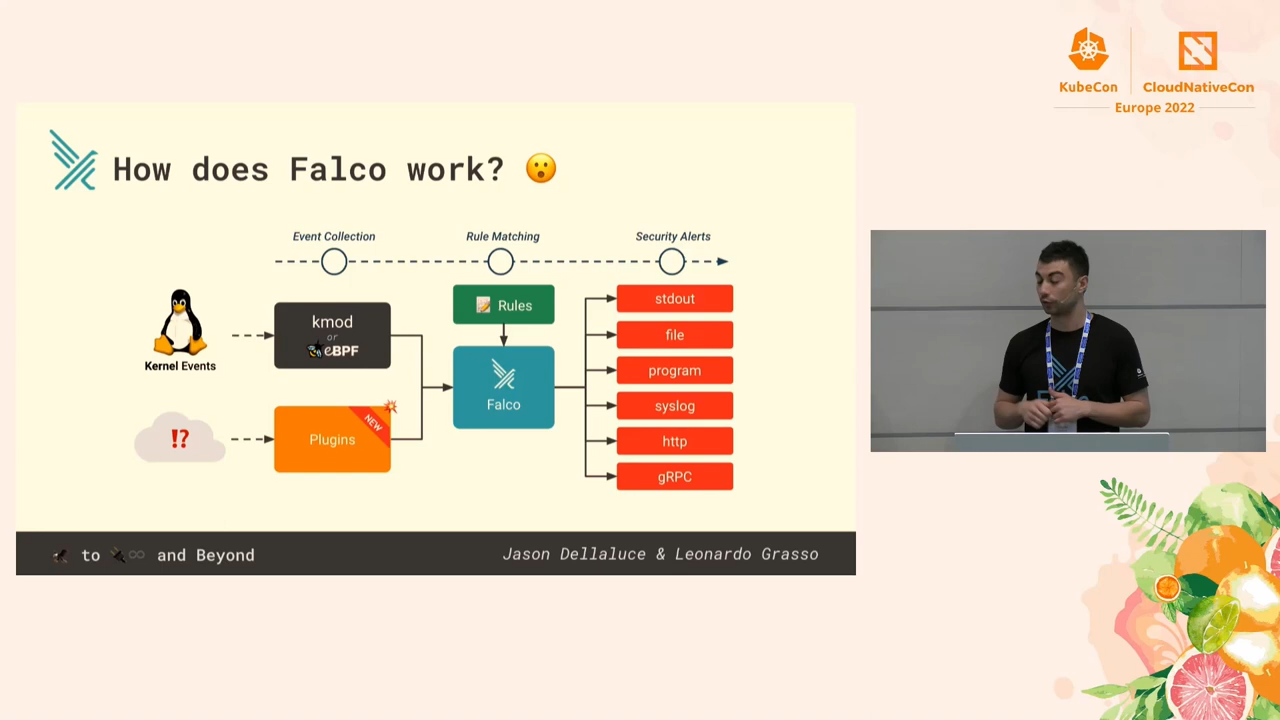 KubeCon
CloudNativeCon
Europe 2022
How does Falco work?
Event Collection
Rule Matching
Security Alerts
Kernel Events
kmod
or
eBPF
!?
Plugins
NEW
Rules
Falco
stdout
file
program
syslog
http
gRPC
to and Beyond
Jason Dellaluce & Leonardo Grasso